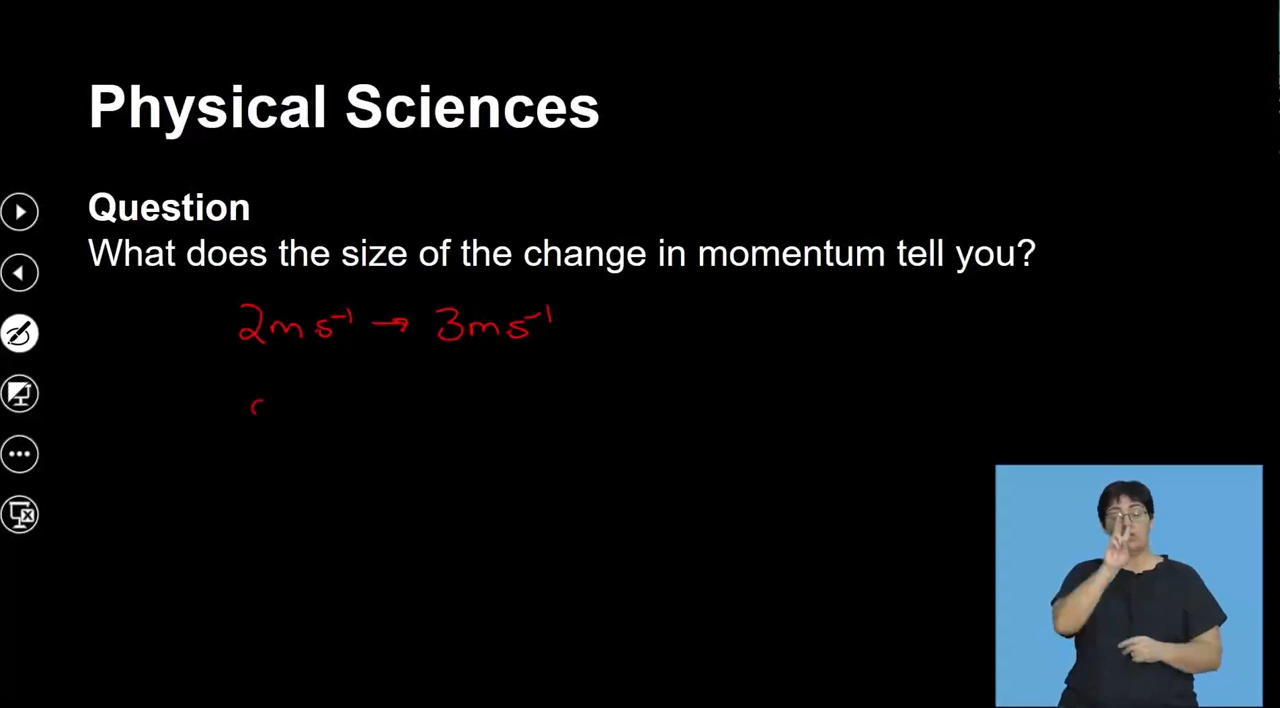 Physical Sciences
Question
What does the size of the change in momentum tell you?
2ms⁻¹ → 3ms⁻¹